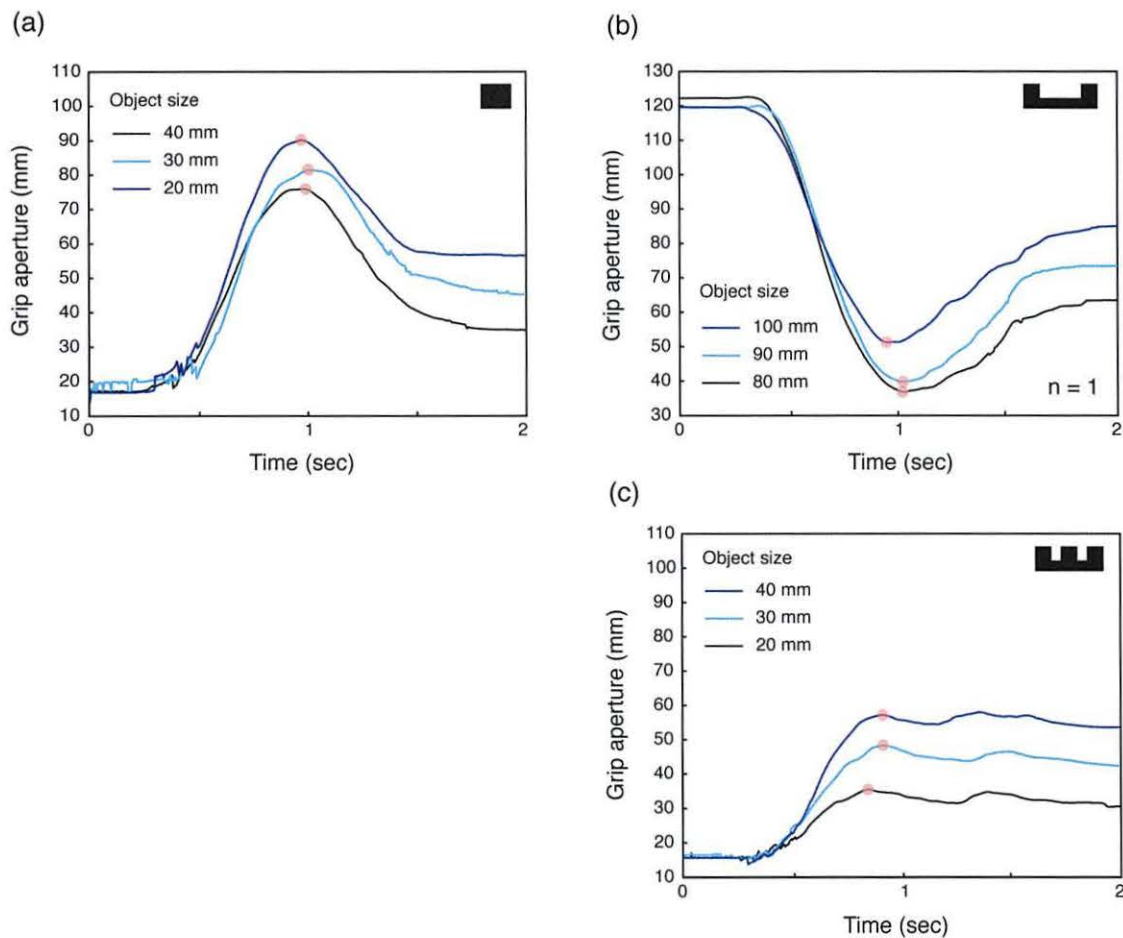 (a)
110
100
90
80
70
60
50
40
30
20
10
Grip aperture (mm)
Object size
40 mm
30 mm
20 mm
0
1
2
Time (sec)
(b)
130
120
110
100
90
80
70
60
50
40
30
Grip aperture (mm)
Object size
100 mm
90 mm
80 mm
n = 1
0
1
2
Time (sec)
(c)
110
100
90
80
70
60
50
40
30
20
10
Grip aperture (mm)
Object size
40 mm
30 mm
20 mm
0
1
2
Time (sec)